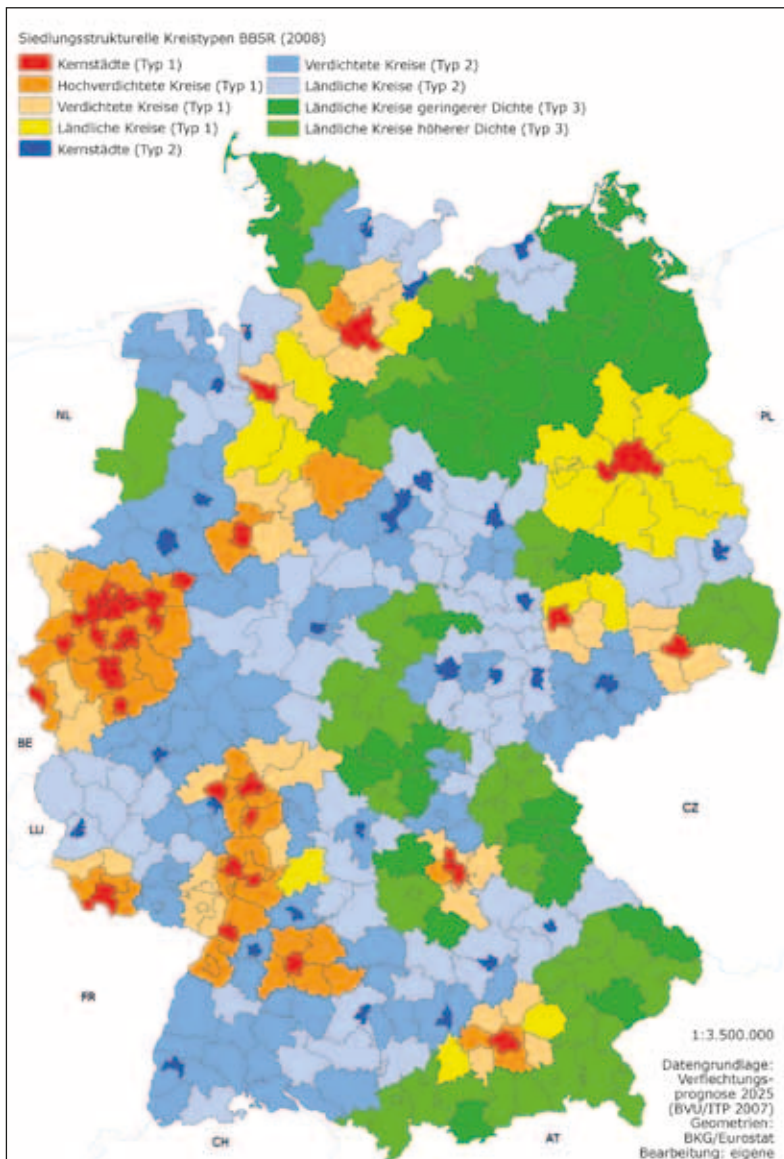 Siedlungsstrukturelle Kreistypen BBSR (2008)
Kernstädte (Typ 1)
Hochverdichtete Kreise (Typ 1)
Verdichtete Kreise (Typ 1)
Ländliche Kreise (Typ 1)
Kernstädte (Typ 2)
Verdichtete Kreise (Typ 2)
Ländliche Kreise (Typ 2)
Ländliche Kreise geringerer Dichte (Typ 3)
Ländliche Kreise höherer Dichte (Typ 3)
NL
PL
BE
LU
CZ
FR
CH
AT
1:3.500.000
Datengrundlage:
Verflechtungs-
prognose 2025
(BVU/ITP 2007)
Geometrien:
BKG/Eurostat
Bearbeitung: eigene